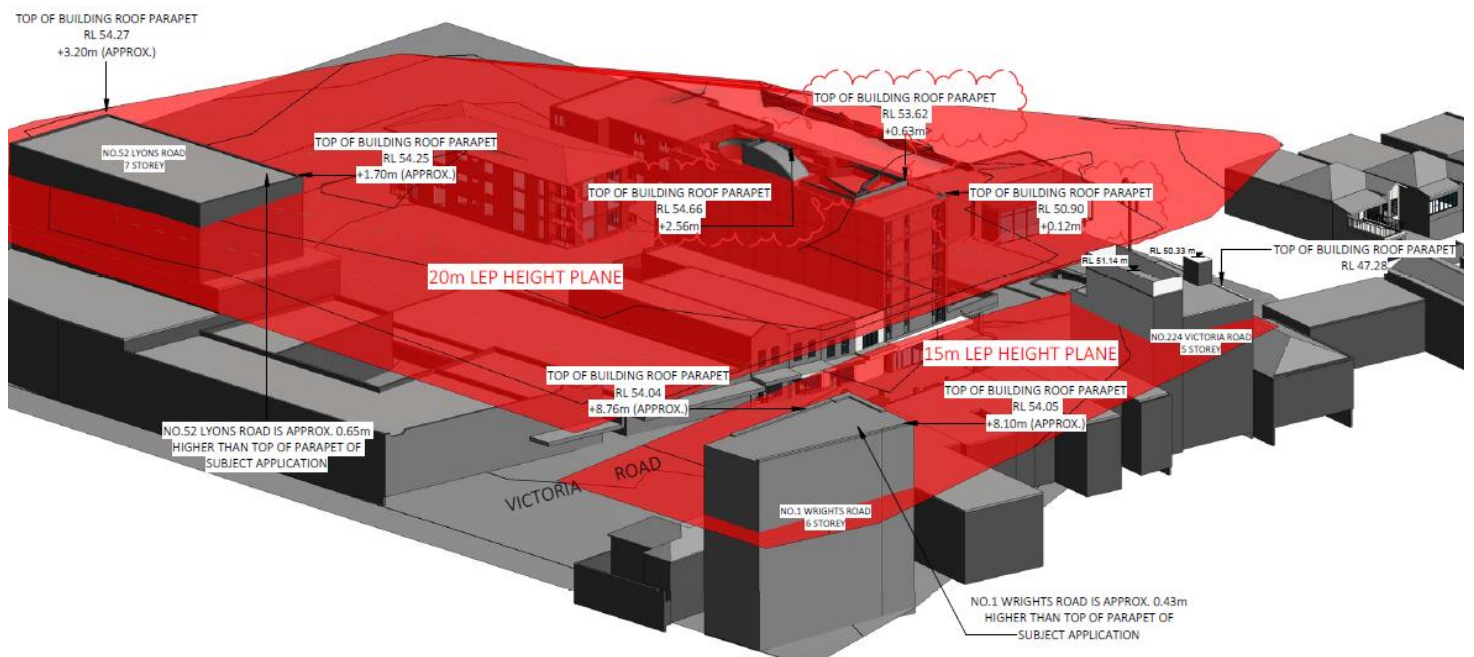 TOP OF BUILDING ROOF PARAPET
RL 54.27
+3.20m (APPROX.)
NO.52 LYONS ROAD
7 STOREY
TOP OF BUILDING ROOF PARAPET
RL 54.25
+1.70m (APPROX.)
TOP OF BUILDING ROOF PARAPET
RL 53.62
+0.63m
TOP OF BUILDING ROOF PARAPET
RL 54.66
+2.56m
TOP OF BUILDING ROOF PARAPET
RL 50.90
+0.12m
20m LEP HEIGHT PLANE
RL 51.14 m
RL 50.33 m
TOP OF BUILDING ROOF PARAPET
RL 47.28
NO.224 VICTORIA ROAD
5 STOREY
15m LEP HEIGHT PLANE
TOP OF BUILDING ROOF PARAPET
RL 54.04
+8.76m (APPROX.)
TOP OF BUILDING ROOF PARAPET
RL 54.05
+8.10m (APPROX.)
NO.52 LYONS ROAD IS APPROX. 0.65m
HIGHER THAN TOP OF PARAPET OF
SUBJECT APPLICATION
VICTORIA ROAD
NO.1 WRIGHTS ROAD
6 STOREY
NO.1 WRIGHTS ROAD IS APPROX. 0.43m
HIGHER THAN TOP OF PARAPET OF
SUBJECT APPLICATION